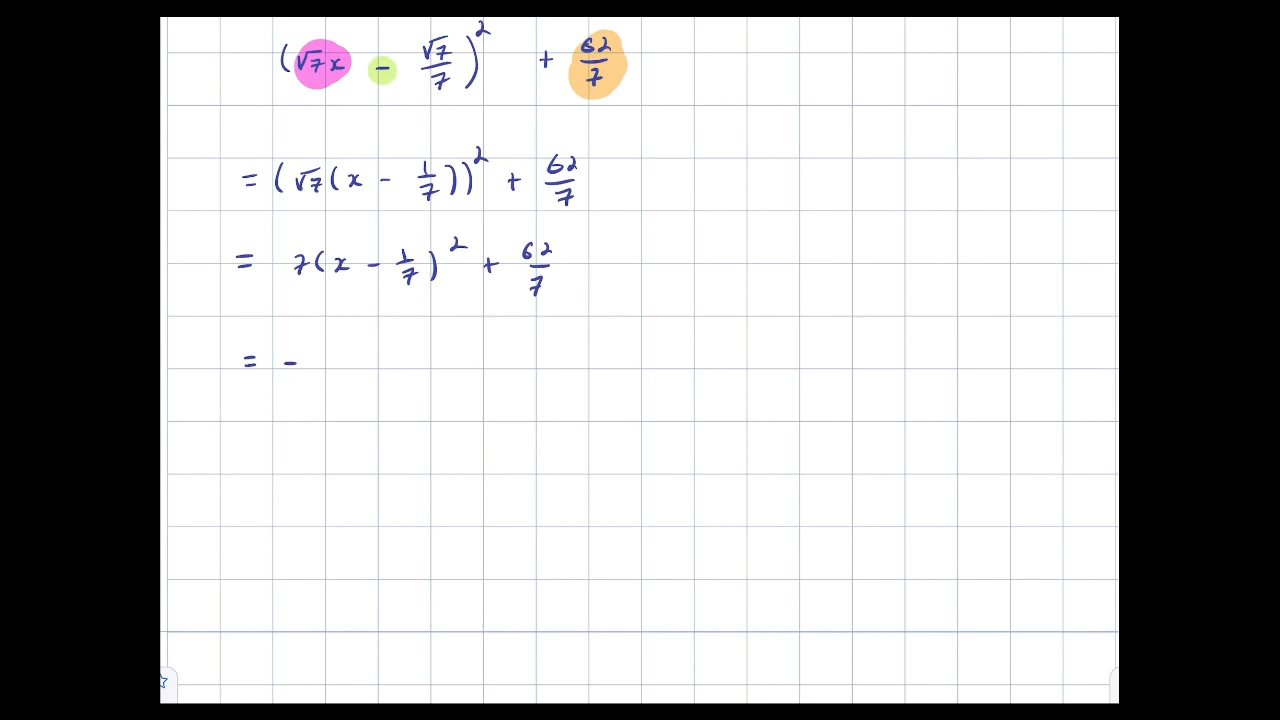 (√7x - √7/7)² + 62/7
= (√7(x - 1/7))² + 62/7
= 7(x - 1/7)² + 62/7
= -